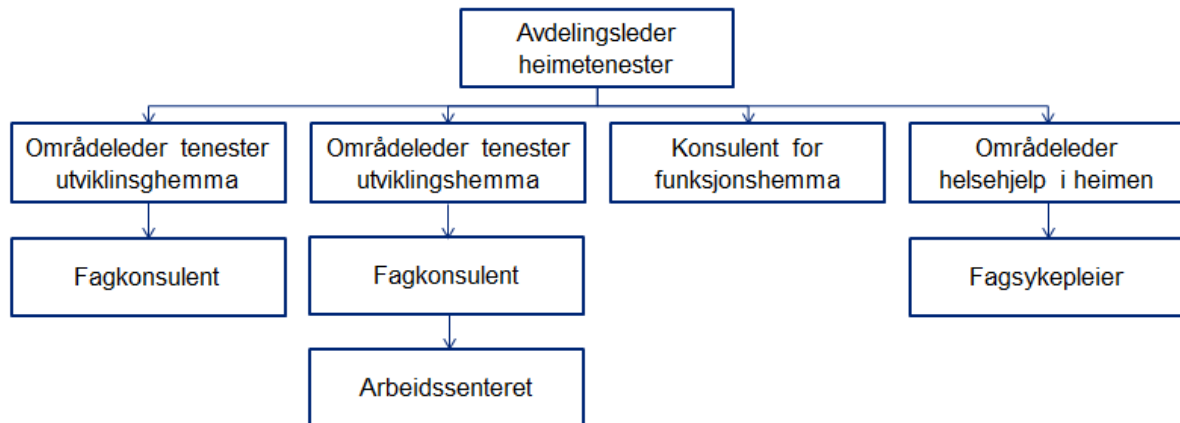 Avdelingsleder
heimetenester
Områdeleder tenester
utviklinsghemma
Områdeleder tenester
utviklingshemma
Konsulent for
funksjonshemma
Områdeleder
helsehjelp i heimen
Fagkonsulent
Fagkonsulent
Fagsykepleier
Arbeidssenteret